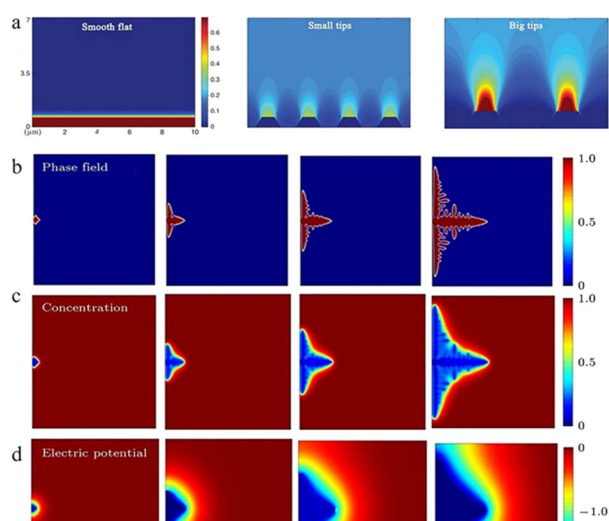 a
Smooth flat
Small tips
Big tips
7
3.5
0
(μm) 2 4 6 8 10
0.6
0.5
0.4
0.3
0.2
0.1
0
b
Phase field
1.0
0.5
0
c
Concentration
1.0
0.5
0
d
Electric potential
0
−1.0